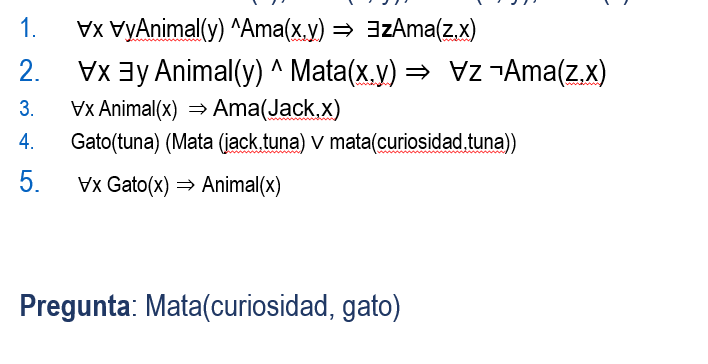 1. ∀x ∀yAnimal(y) ^Ama(x,y) ⇒ ∃zAma(z,x)
2. ∀x ∃y Animal(y) ^ Mata(x,y) ⇒ ∀z ¬Ama(z,x)
3. ∀x Animal(x) ⇒ Ama(Jack,x)
4. Gato(tuna) (Mata (jack,tuna) ∨ mata(curiosidad,tuna))
5. ∀x Gato(x) ⇒ Animal(x)
Pregunta: Mata(curiosidad, gato)